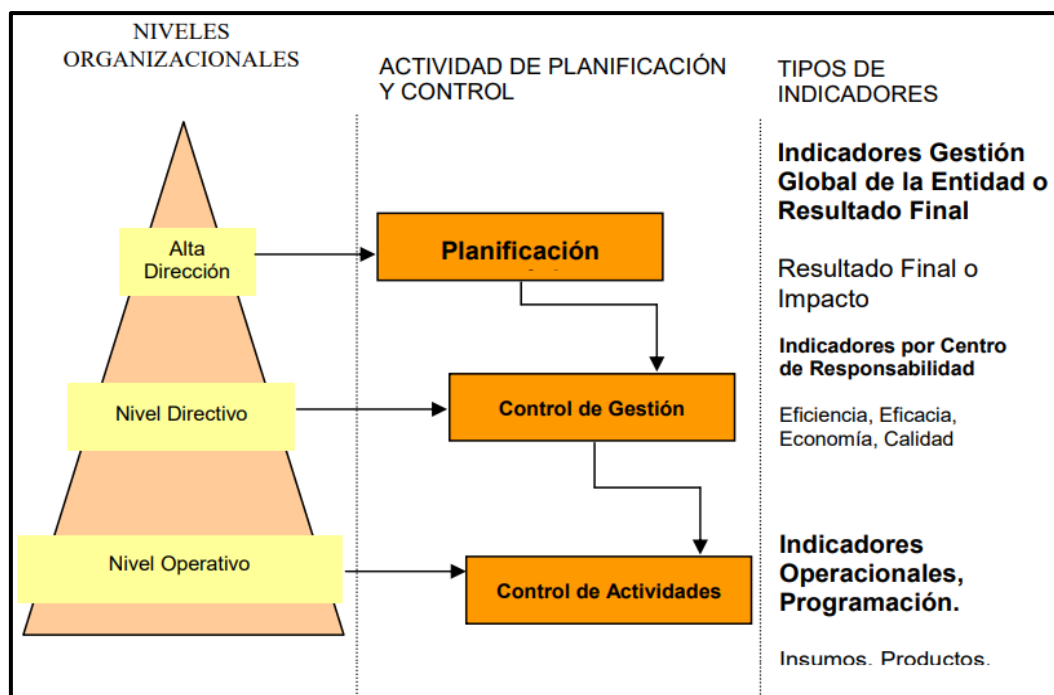 NIVELES
ORGANIZACIONALES
ACTIVIDAD DE PLANIFICACIÓN
Y CONTROL
TIPOS DE
INDICADORES
Alta
Dirección
Planificación
Indicadores Gestión
Global de la Entidad o
Resultado Final
Resultado Final o
Impacto
Nivel Directivo
Control de Gestión
Indicadores por Centro
de Responsabilidad
Eficiencia, Eficacia,
Economía, Calidad
Nivel Operativo
Control de Actividades
Indicadores
Operacionales,
Programación.
Insumos. Productos.